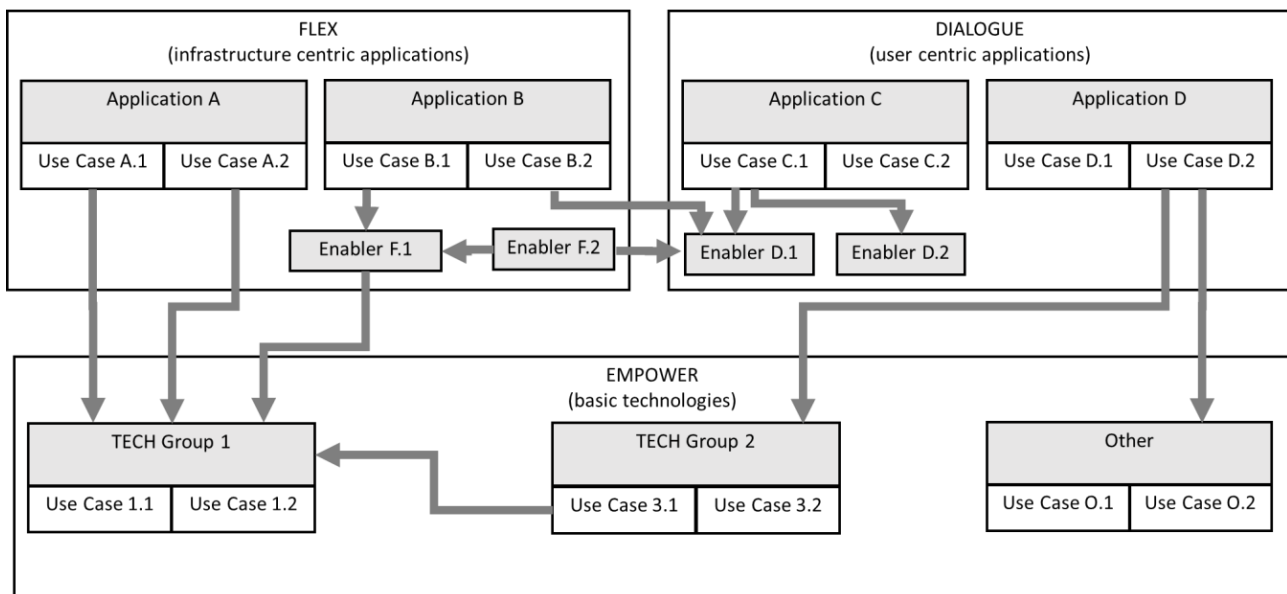 FLEX
(infrastructure centric applications)
Application A
Application B
Use Case A.1
Use Case A.2
Use Case B.1
Use Case B.2
Enabler F.1
Enabler F.2
DIALOGUE
(user centric applications)
Application C
Application D
Use Case C.1
Use Case C.2
Use Case D.1
Use Case D.2
Enabler D.1
Enabler D.2
EMPOWER
(basic technologies)
TECH Group 1
TECH Group 2
Other
Use Case 1.1
Use Case 1.2
Use Case 3.1
Use Case 3.2
Use Case O.1
Use Case O.2